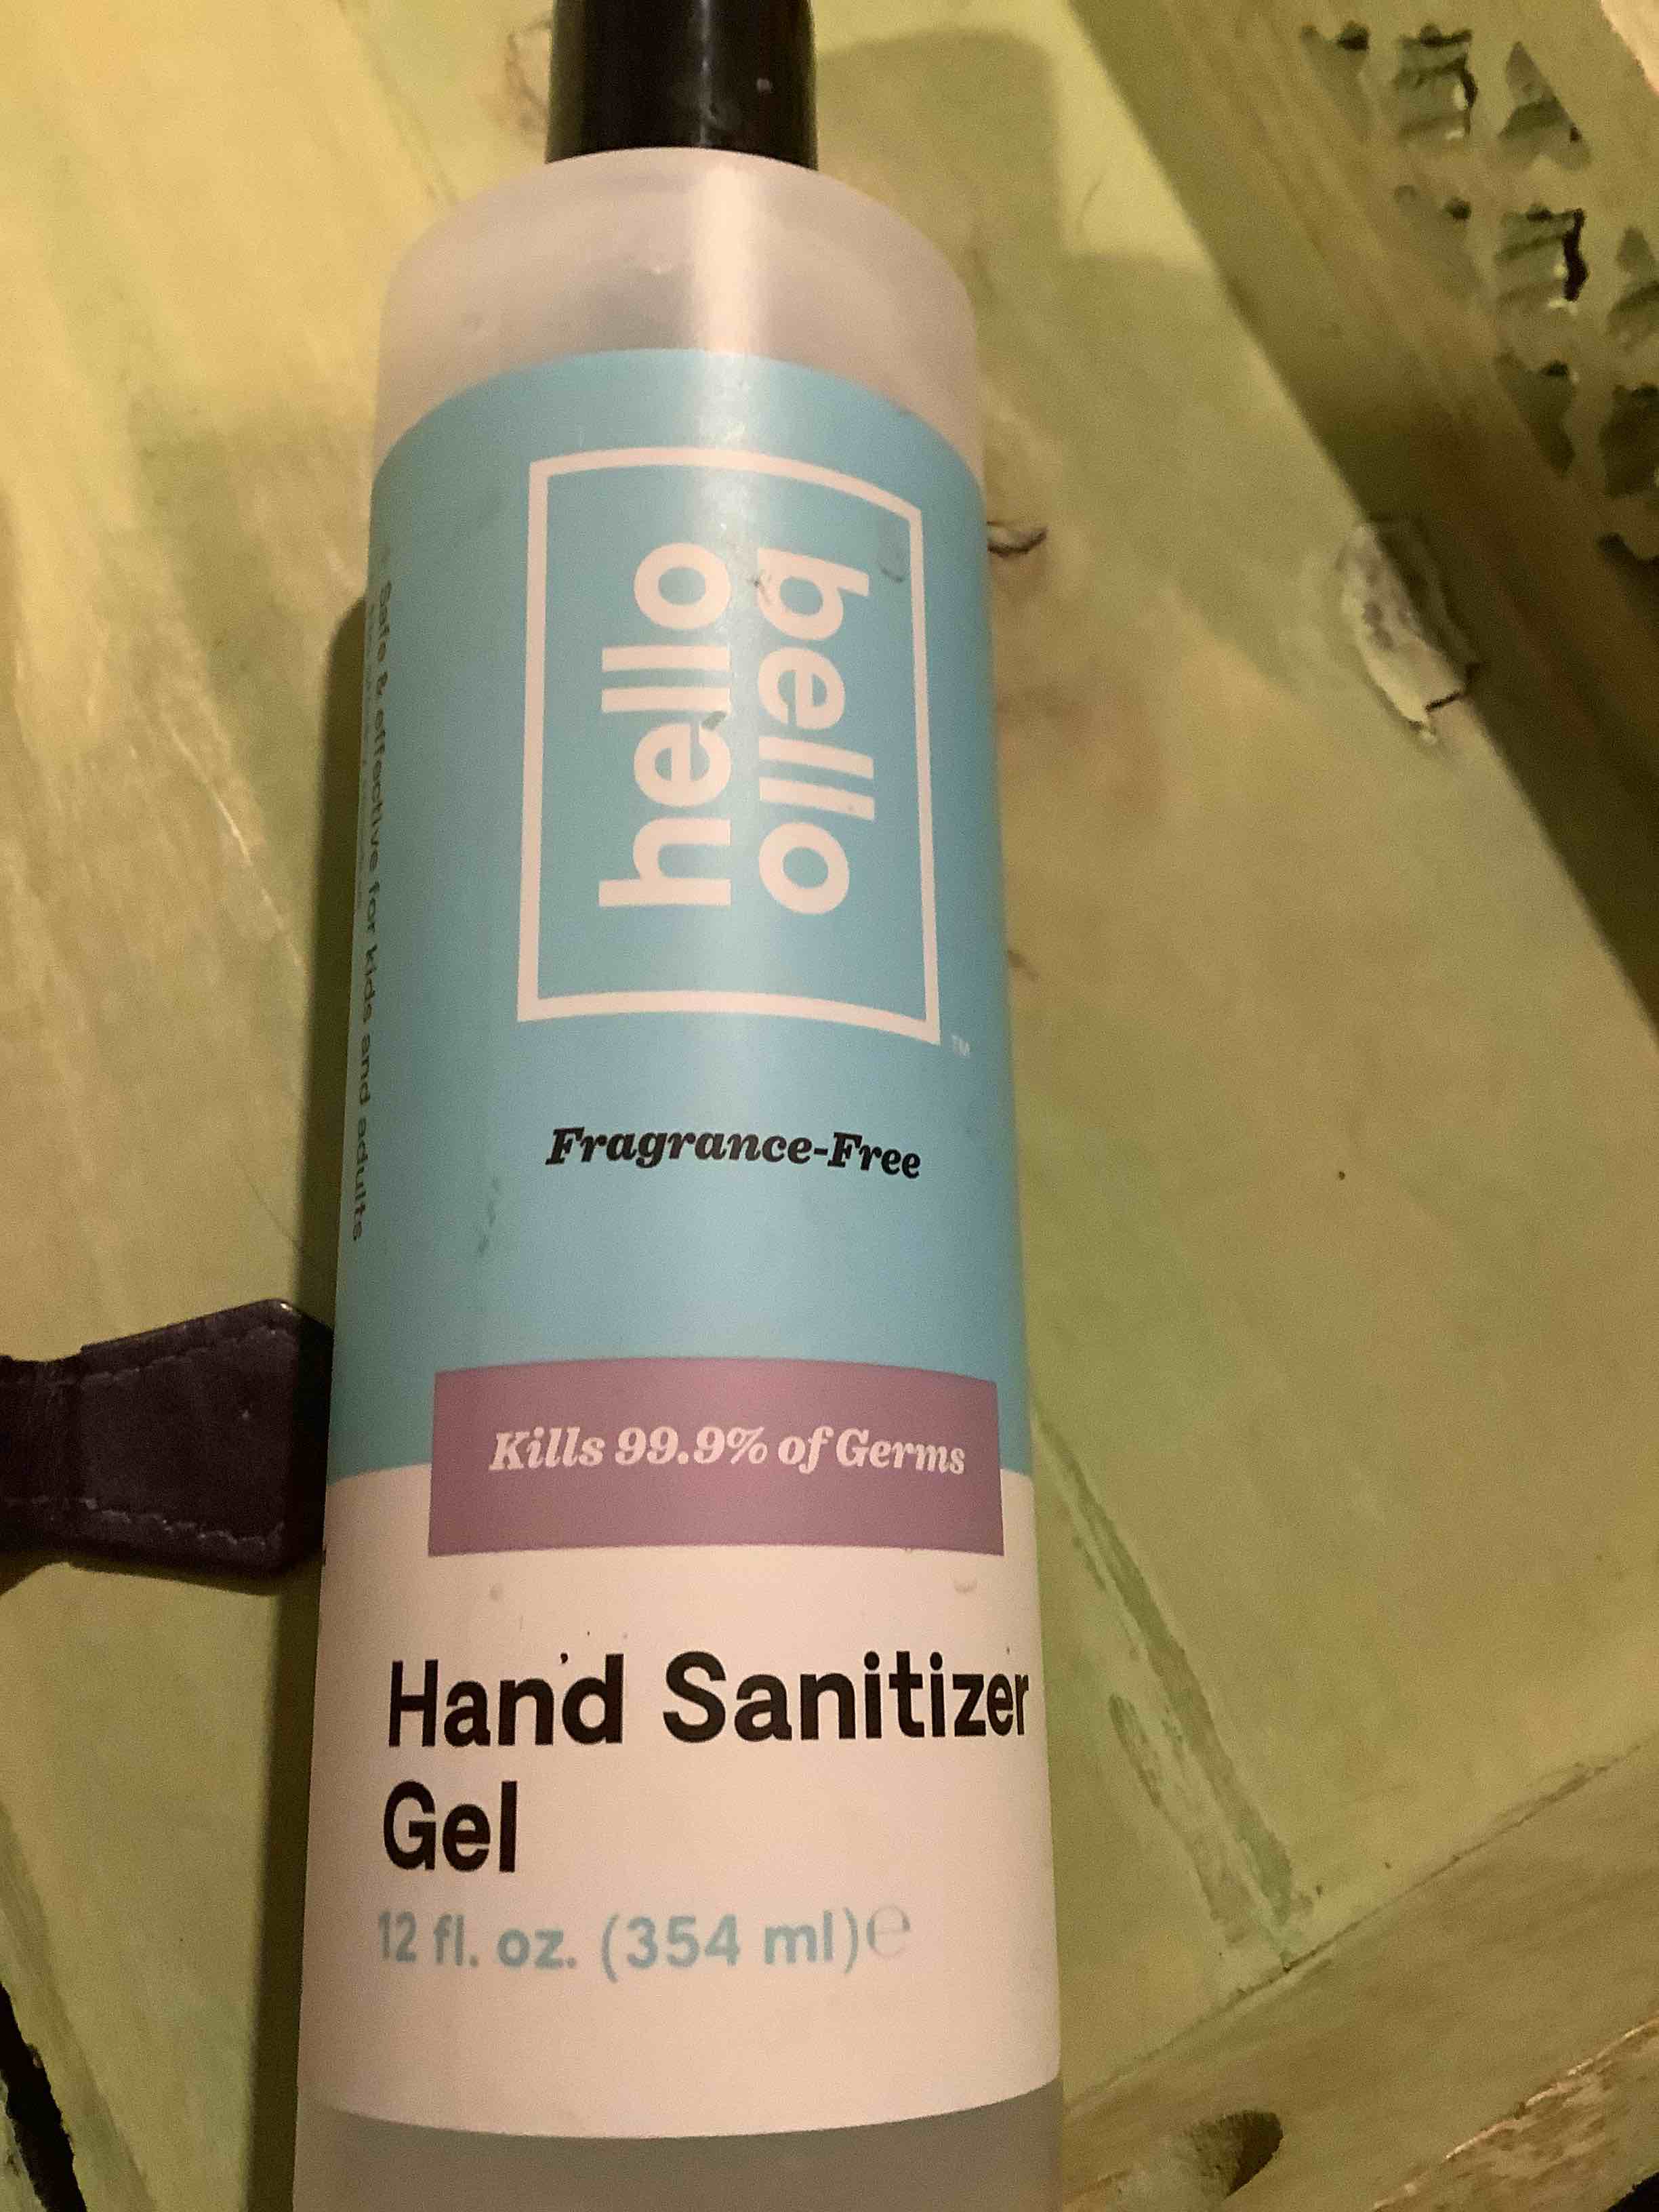 hello
bello
TM
Fragrance-Free
Kills 99.9% of Germs
Hand Sanitizer
Gel
12 fl. oz. (354 ml)℮
Safe & effective for kids and adults